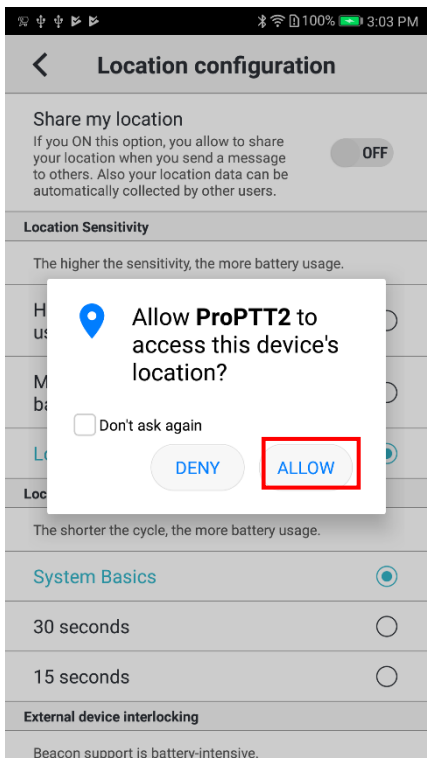 100% 3:03 PM
Location configuration
Share my location
If you ON this option, you allow to share
your location when you send a message
to others. Also your location data can be
automatically collected by other users.
OFF
Location Sensitivity
The higher the sensitivity, the more battery usage.
Allow ProPTT2 to
access this device's
location?
Don't ask again
DENY ALLOW
The shorter the cycle, the more battery usage.
System Basics
30 seconds
15 seconds
External device interlocking
Beacon support is battery-intensive.